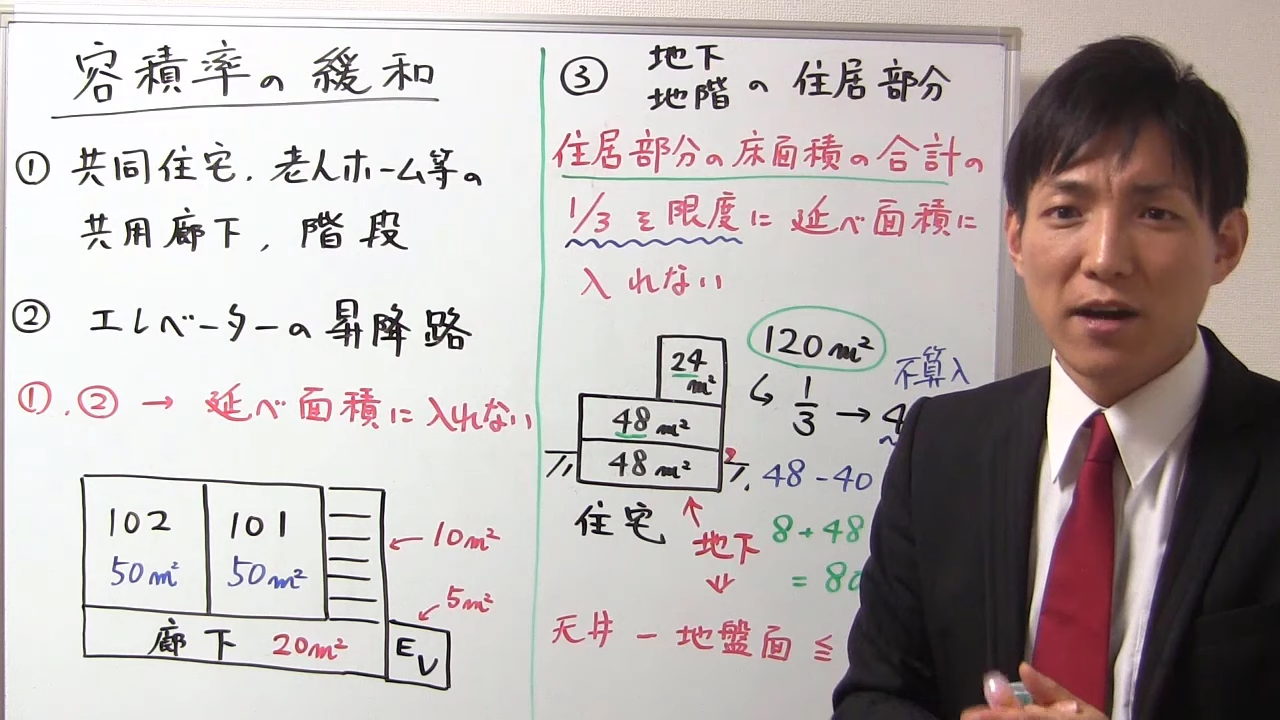 容積率の緩和
① 共同住宅、老人ホーム等の
共用廊下、階段
② エレベーターの昇降路
①、② → 延べ面積に入れない
102
50m²
101
50m²
10m²
5m²
廊下 20m²
EV
③ 地下
地階 の 住居部分
住居部分の床面積の合計の
1/3を限度に延べ面積に
入れない
24
m²
48m²
48m²
住宅
120m²
1/3 → 4
不算入
48-40
8+48
= 80
地下
天井 - 地盤面 ≦